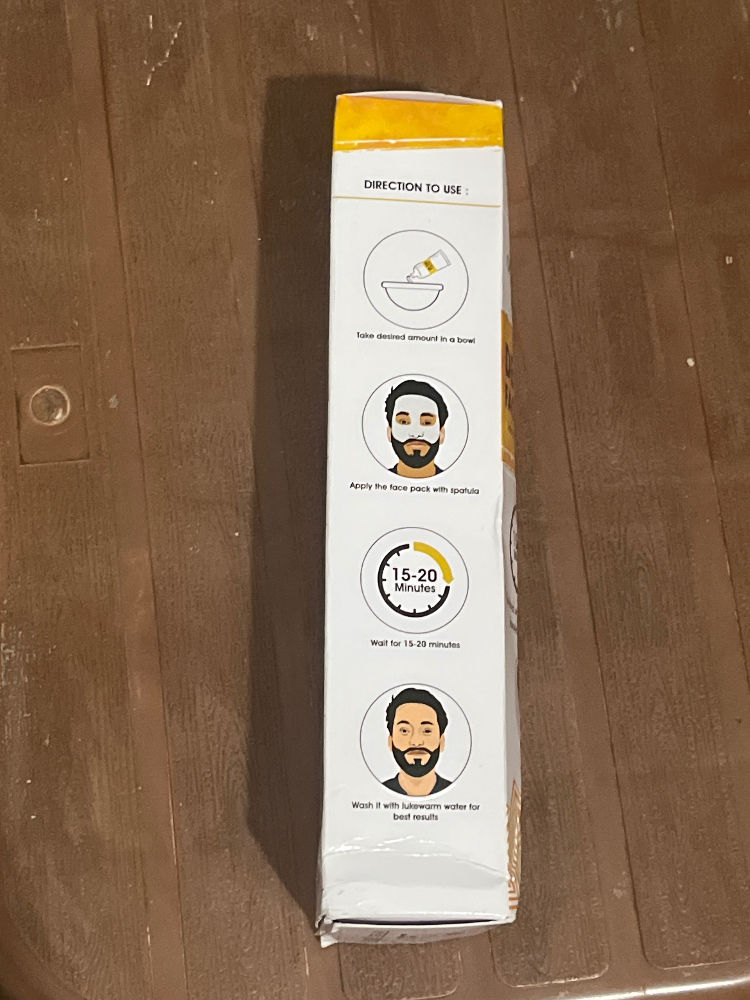 DIRECTION TO USE :
Take desired amount in a bowl
Apply the face pack with spatula
15-20
Minutes
Wait for 15-20 minutes
Wash it with lukewarm water for
best results